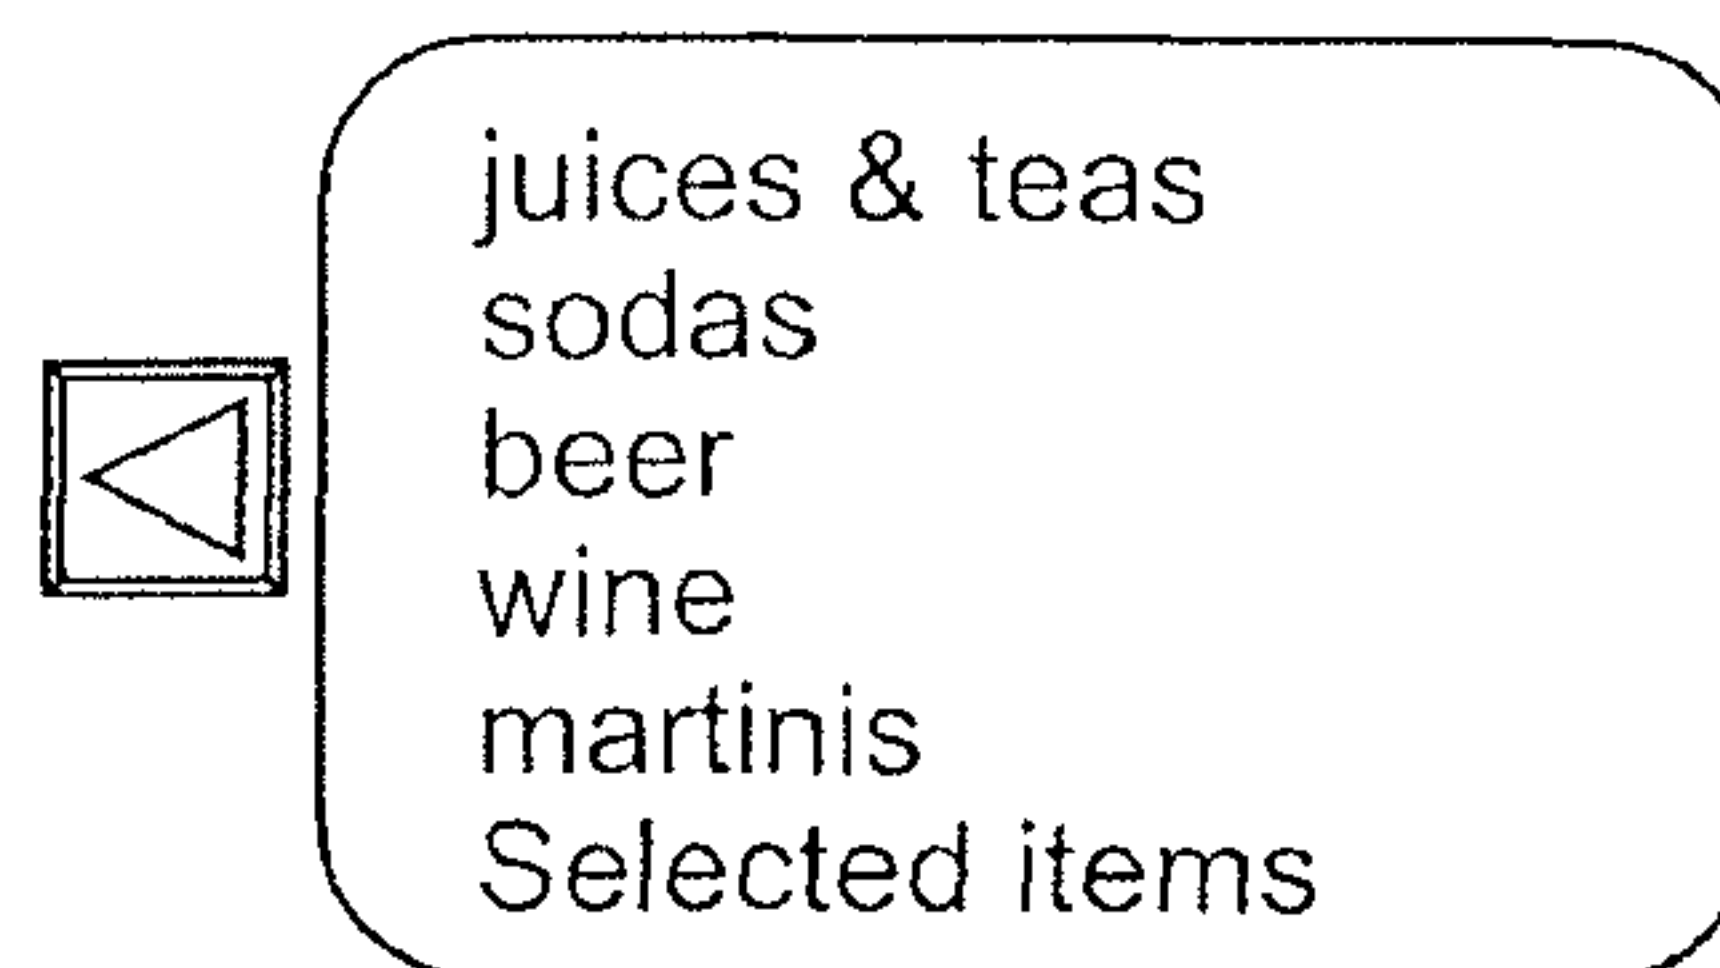 juices & teas
sodas
beer
wine
martinis
Selected items